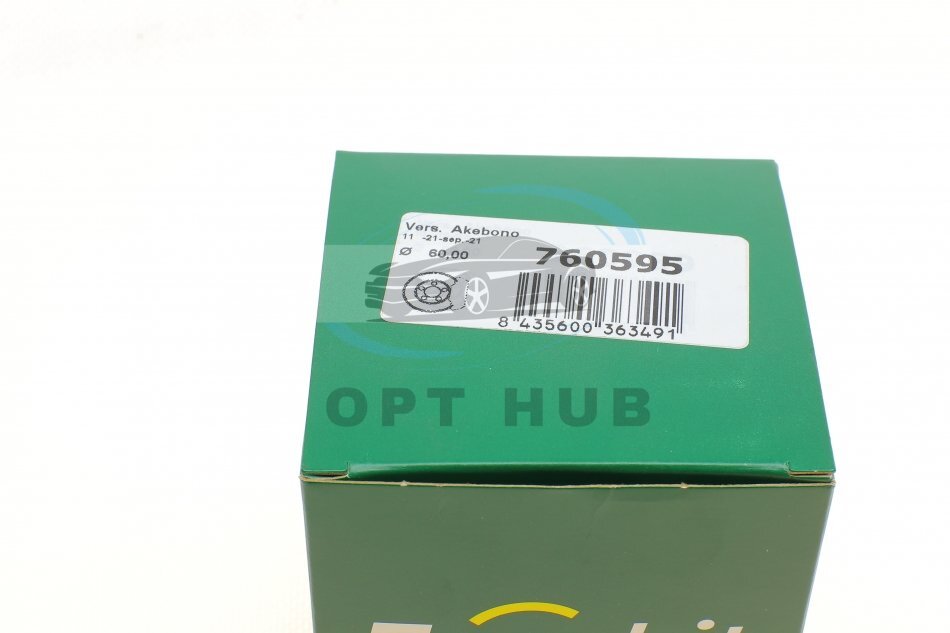 Vers. Akebono
11 -21-sep.-21
Ø 60,00
760595
8 435600 363491
OPT HUB